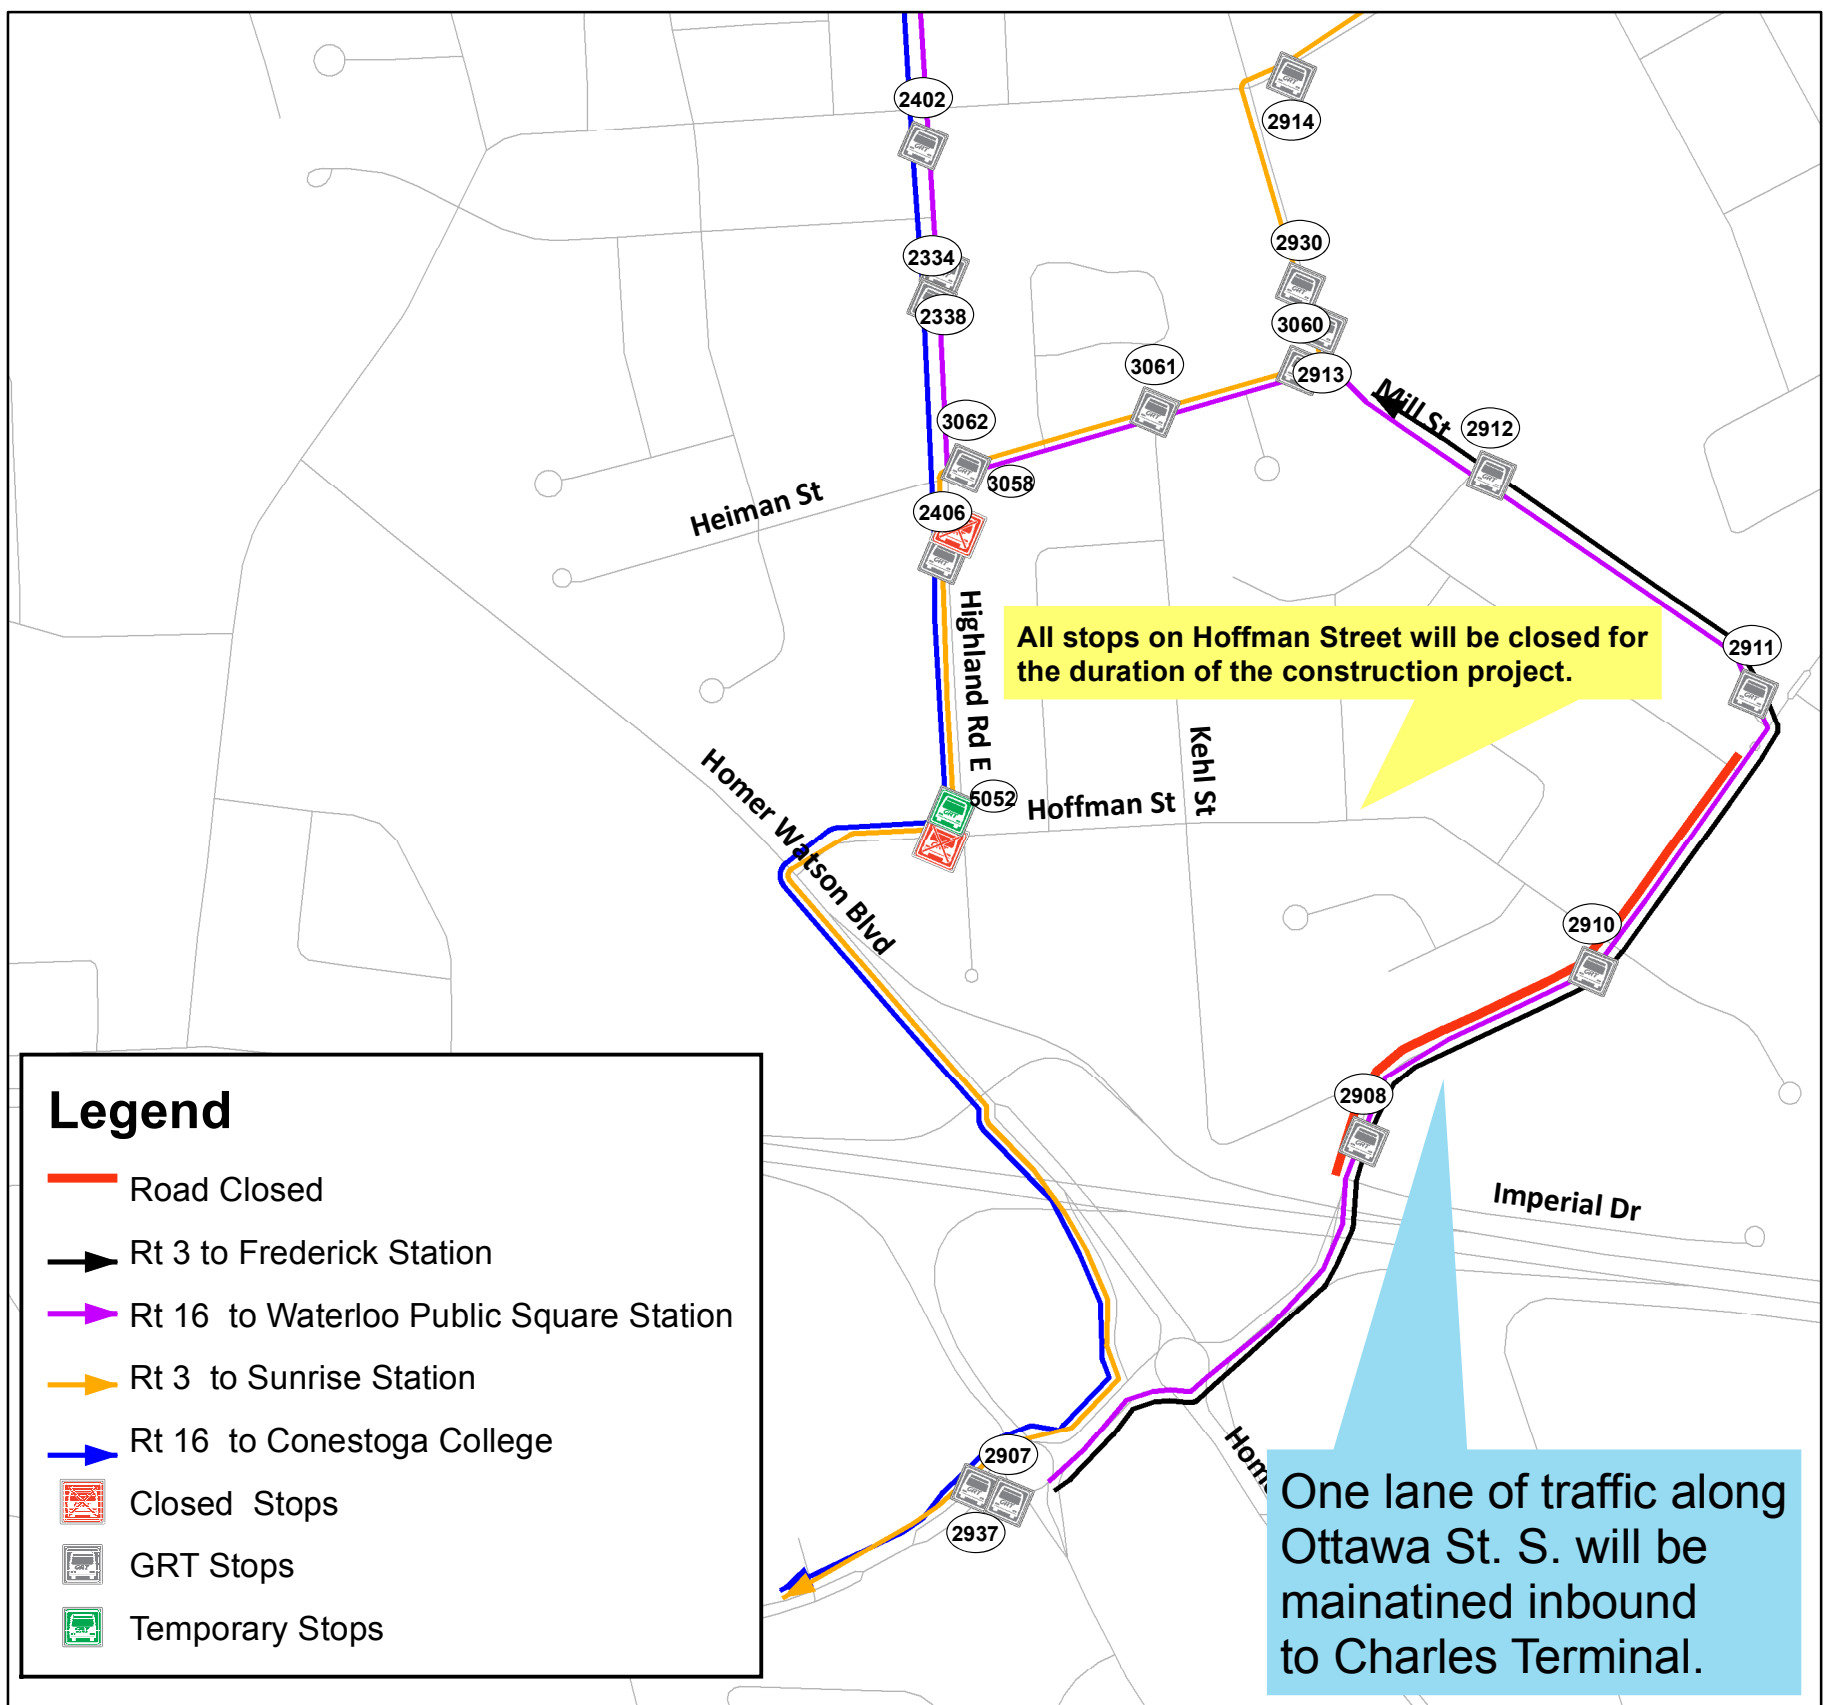 2402
2914
2930
2334
3060
2338
3061
2913
Mill St
2912
3062
3058
Heiman St
2406
Highland Rd E
All stops on Hoffman Street will be closed for
the duration of the construction project.
2911
Kehl St
Homer Watson Blvd
5052
Hoffman St
2910
2908
Imperial Dr
Legend
Road Closed
Rt 3 to Frederick Station
Rt 16 to Waterloo Public Square Station
Rt 3 to Sunrise Station
Rt 16 to Conestoga College
Closed Stops
GRT Stops
Temporary Stops
2907
2937
One lane of traffic along
Ottawa St. S. will be
mainatined inbound
to Charles Terminal.